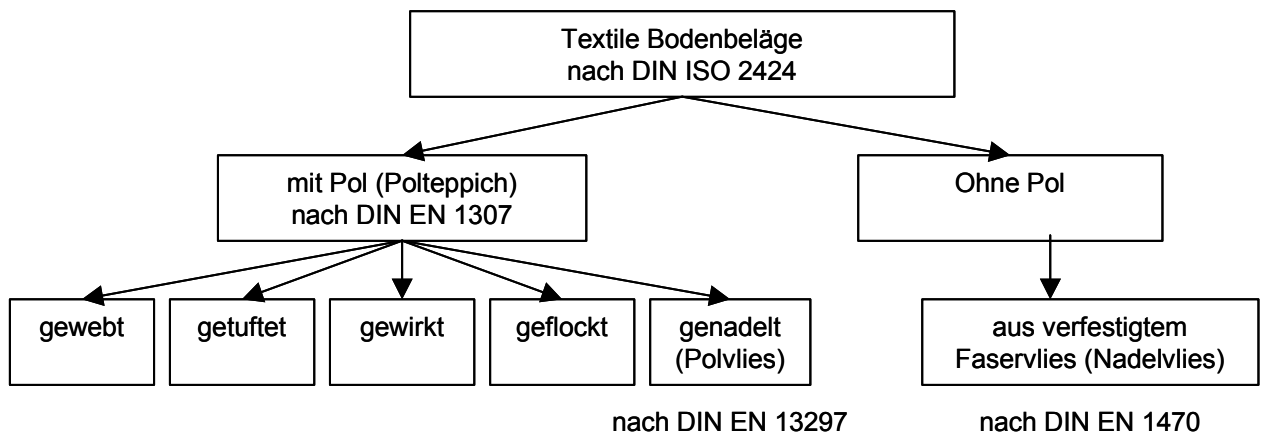 Textile Bodenbeläge
nach DIN ISO 2424
mit Pol (Polteppich)
nach DIN EN 1307
Ohne Pol
gewebt
getuftet
gewirkt
geflockt
genadelt
(Polvlies)
aus verfestigtem
Faservlies (Nadelvlies)
nach DIN EN 13297
nach DIN EN 1470